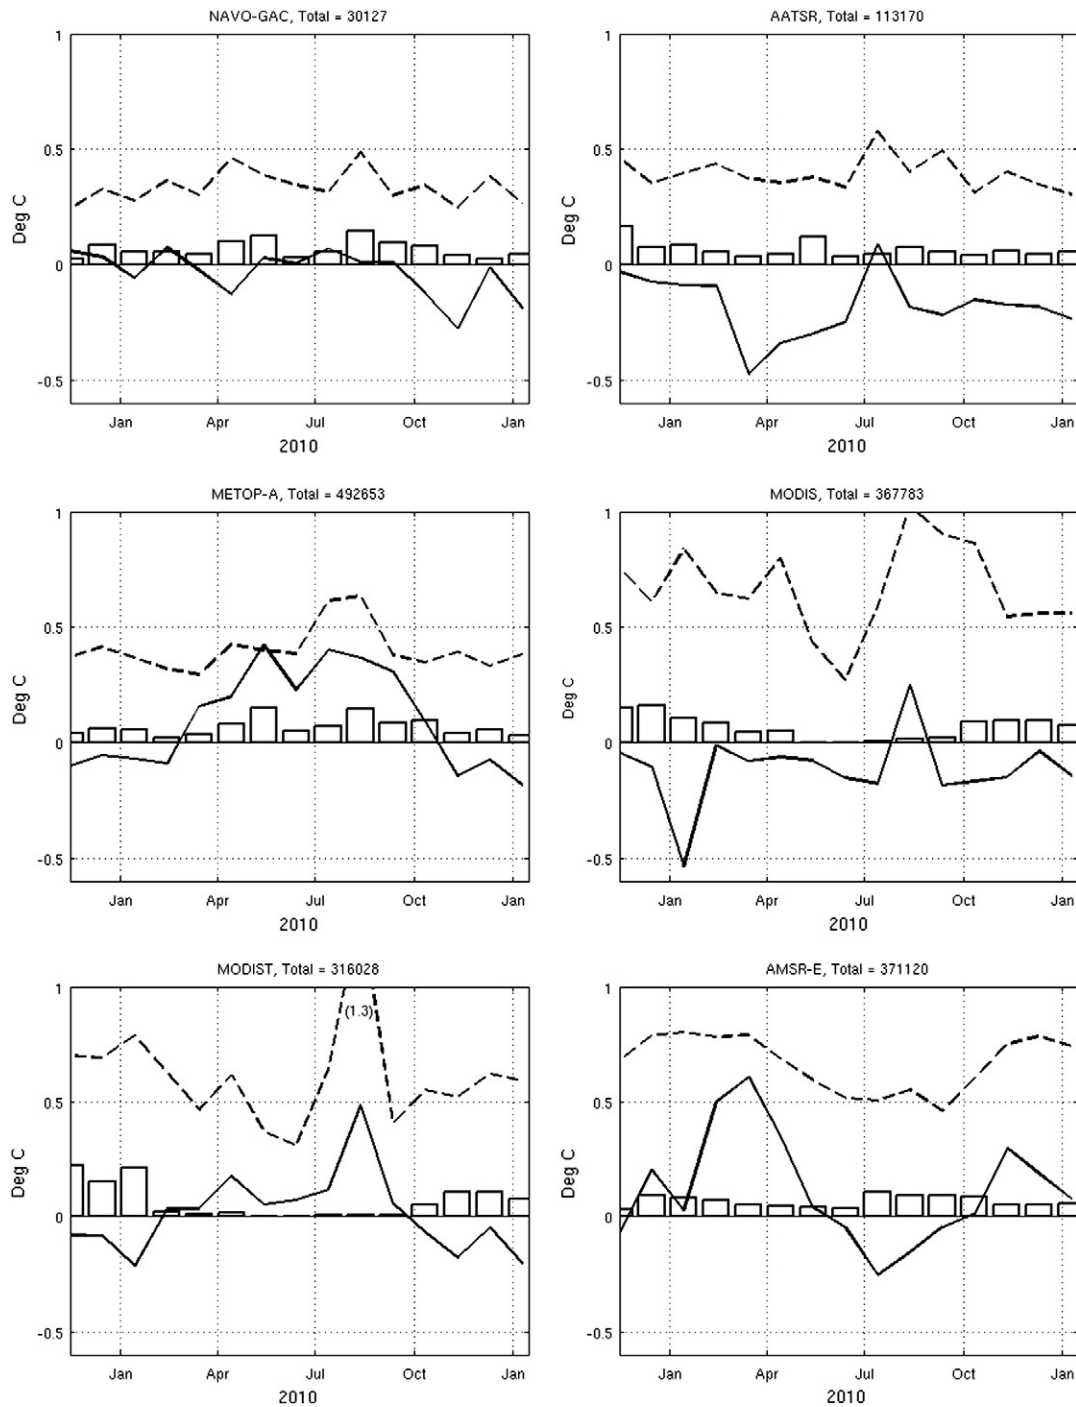 NAVO-GAC, Total = 30127
1
0.5
0
-0.5
Deg C
Jan
Apr
Jul
Oct
Jan
2010
AATSR, Total = 113170
1
0.5
0
-0.5
Deg C
Jan
Apr
Jul
Oct
Jan
2010
METOP-A, Total = 492653
1
0.5
0
-0.5
Deg C
Jan
Apr
Jul
Oct
Jan
2010
MODIS, Total = 367783
1
0.5
0
-0.5
Deg C
Jan
Apr
Jul
Oct
Jan
2010
MODIST, Total = 316028
1
0.5
0
-0.5
Deg C
(1.3)
Jan
Apr
Jul
Oct
Jan
2010
AMSR-E, Total = 371120
1
0.5
0
-0.5
Deg C
Jan
Apr
Jul
Oct
Jan
2010